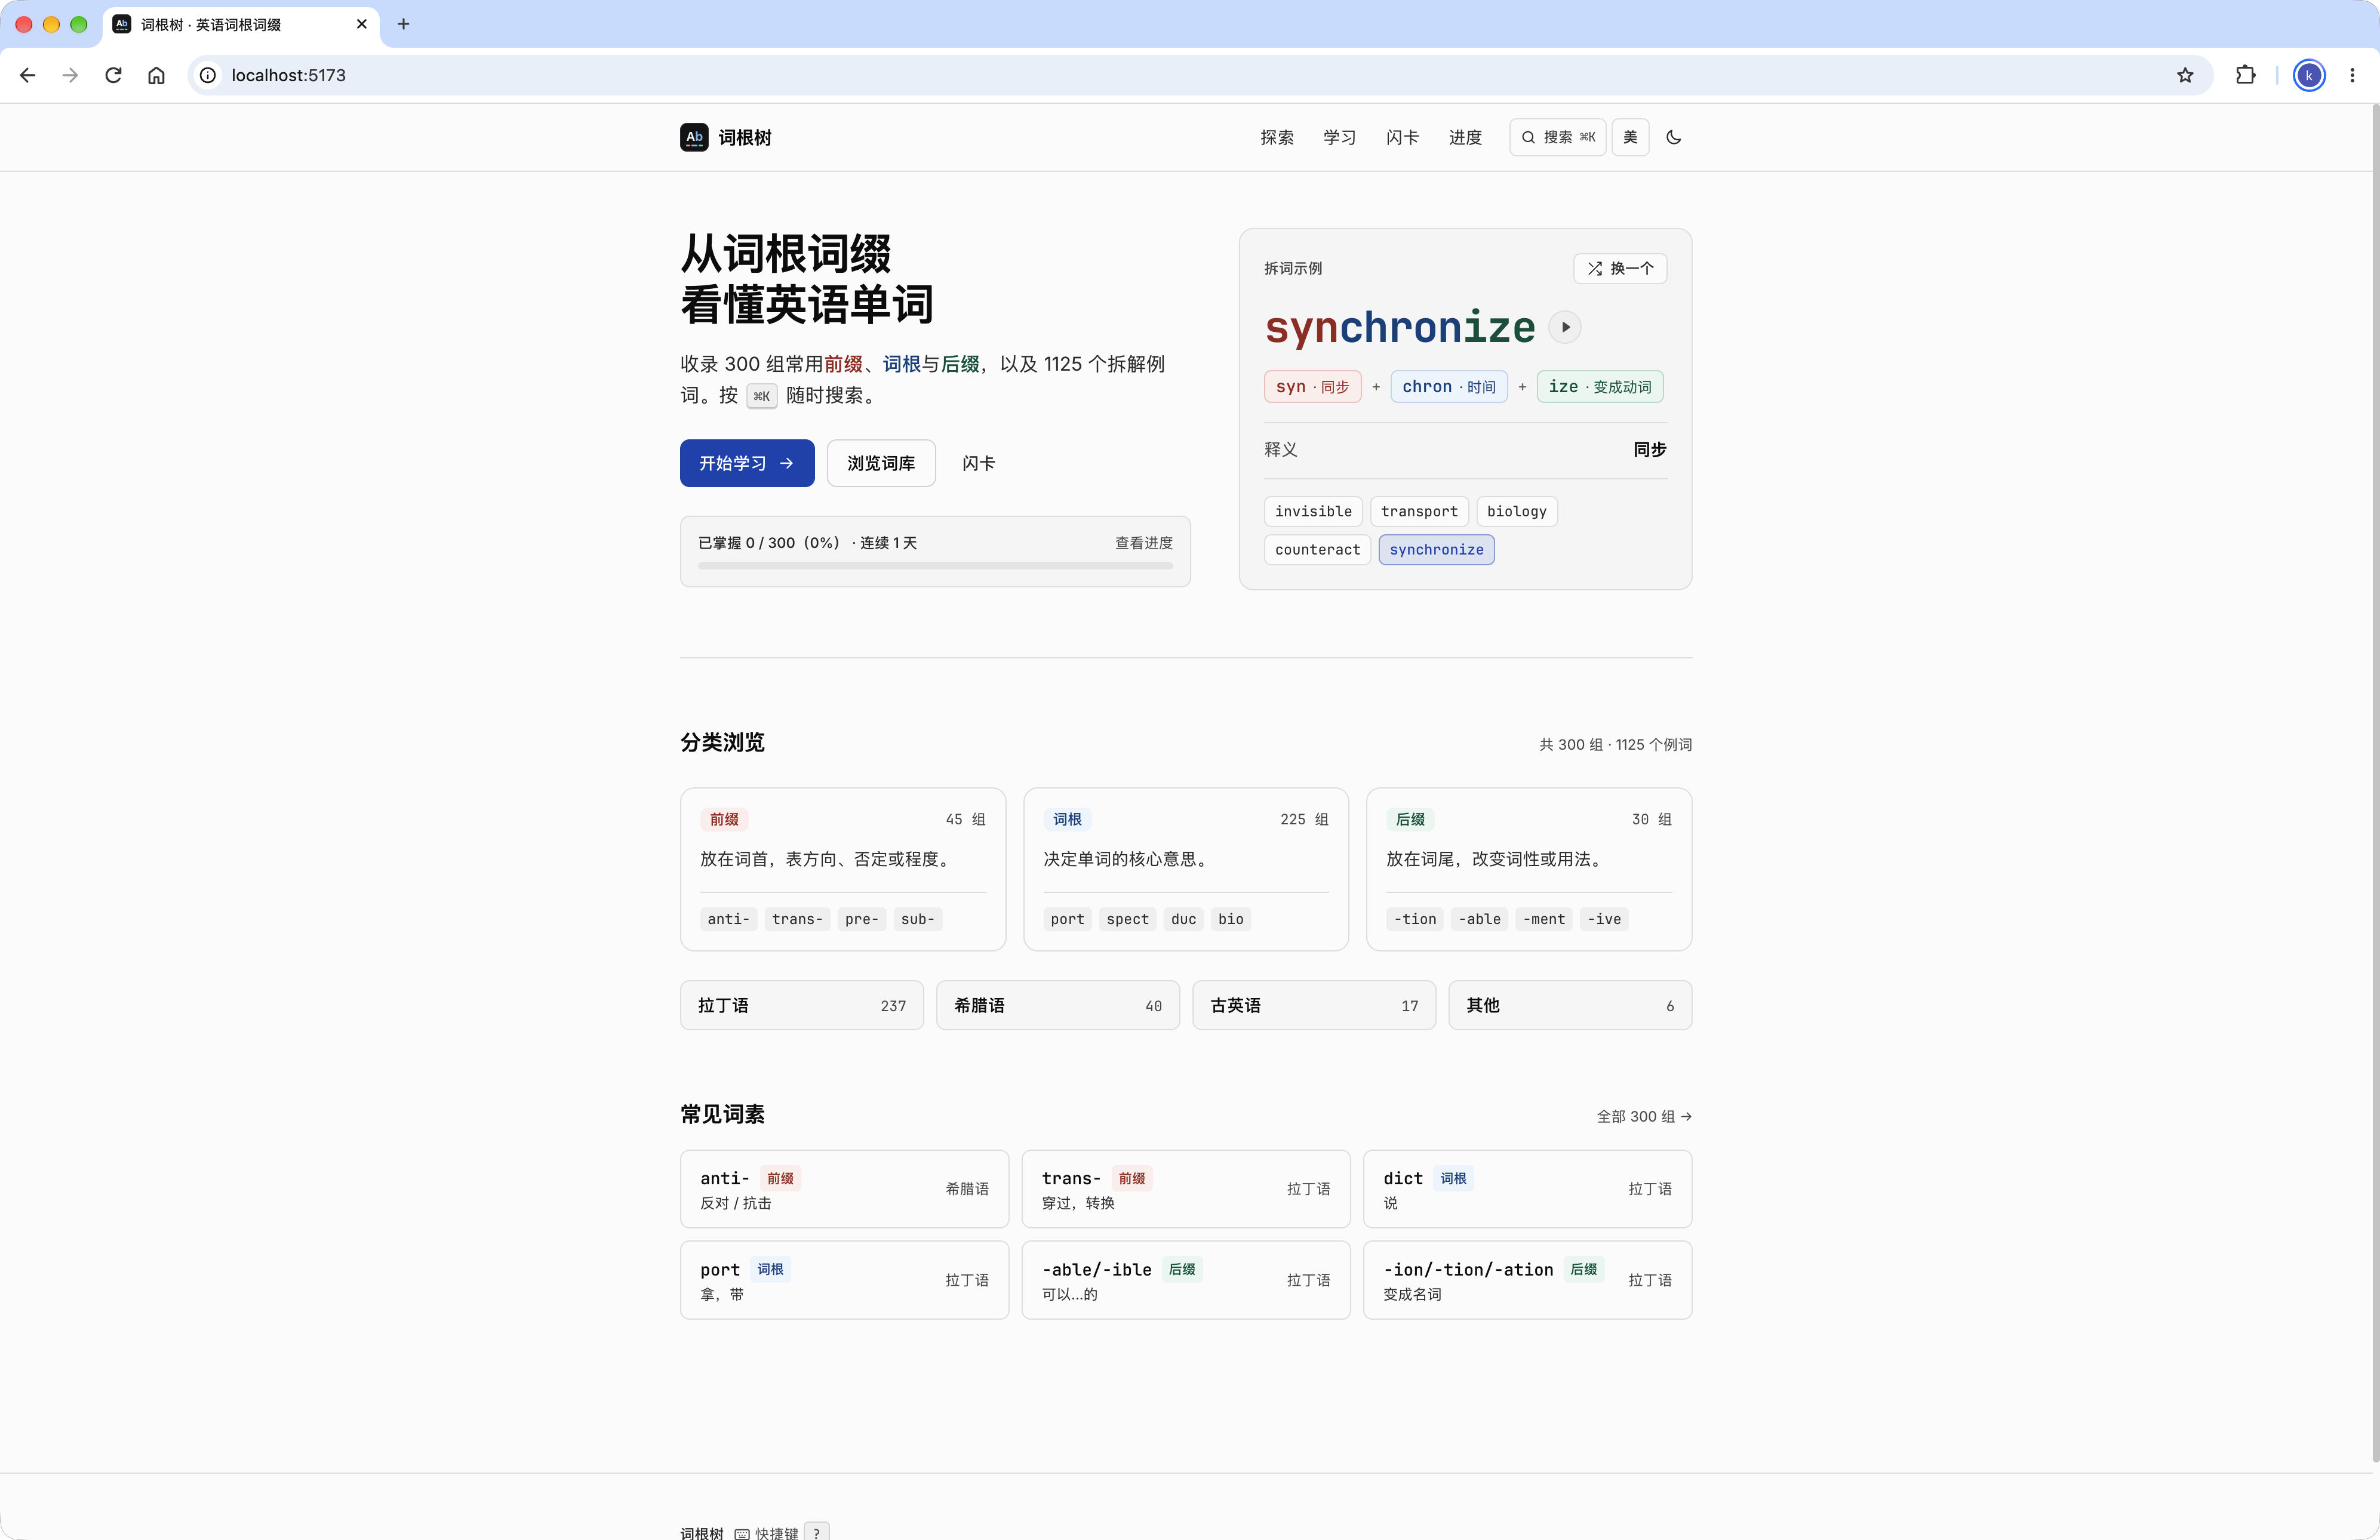 Ab 词根树 · 英语词根词缀
localhost:5173
k
Ab 词根树
探索 学习 闪卡 进度 搜索 ⌘K 美
从词根词缀
看懂英语单词
收录 300 组常用前缀、词根与后缀，以及 1125 个拆解例
词。按 ⌘K 随时搜索。
开始学习 → 浏览词库 闪卡
已掌握 0 / 300（0%） · 连续 1 天 查看进度
拆词示例 换一个
synchronize
syn · 同步 + chron · 时间 + ize · 变成动词
释义 同步
invisible transport biology
counteract synchronize
分类浏览 共 300 组 · 1125 个例词
前缀 45 组
放在词首，表方向、否定或程度。
anti- trans- pre- sub-
词根 225 组
决定单词的核心意思。
port spect duc bio
后缀 30 组
放在词尾，改变词性或用法。
-tion -able -ment -ive
拉丁语 237 希腊语 40 古英语 17 其他 6
常见词素 全部 300 组 →
anti- 前缀 希腊语
反对 / 抗击
trans- 前缀 拉丁语
穿过，转换
dict 词根 拉丁语
说
port 词根 拉丁语
拿，带
-able/-ible 后缀 拉丁语
可以...的
-ion/-tion/-ation 后缀 拉丁语
变成名词
词根树 快捷键 ?